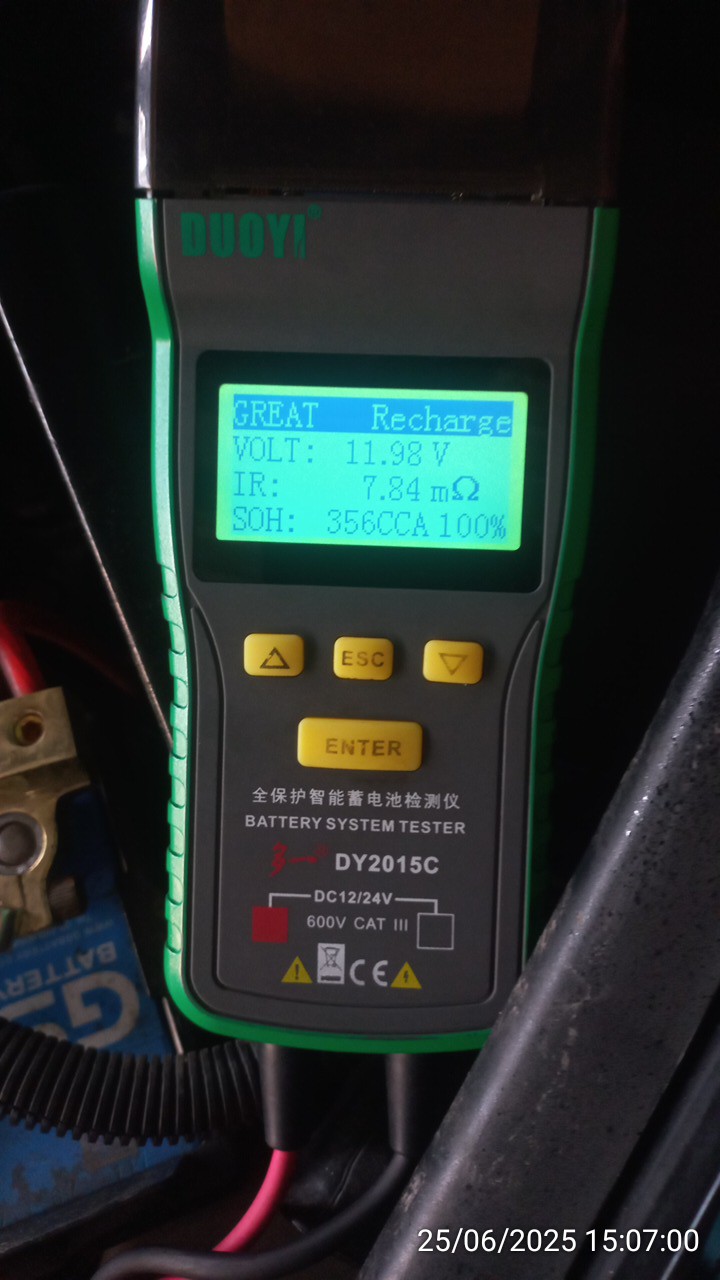 DUOYI®
GREAT Recharge
VOLT: 11.98 V
IR: 7.84 mΩ
SOH: 356CCA 100%
ESC
ENTER
全保护智能蓄电池检测仪
BATTERY SYSTEM TESTER
DY2015C
DC12/24V
600V CAT III
CE
BATTERY
GS
25/06/2025 15:07:00